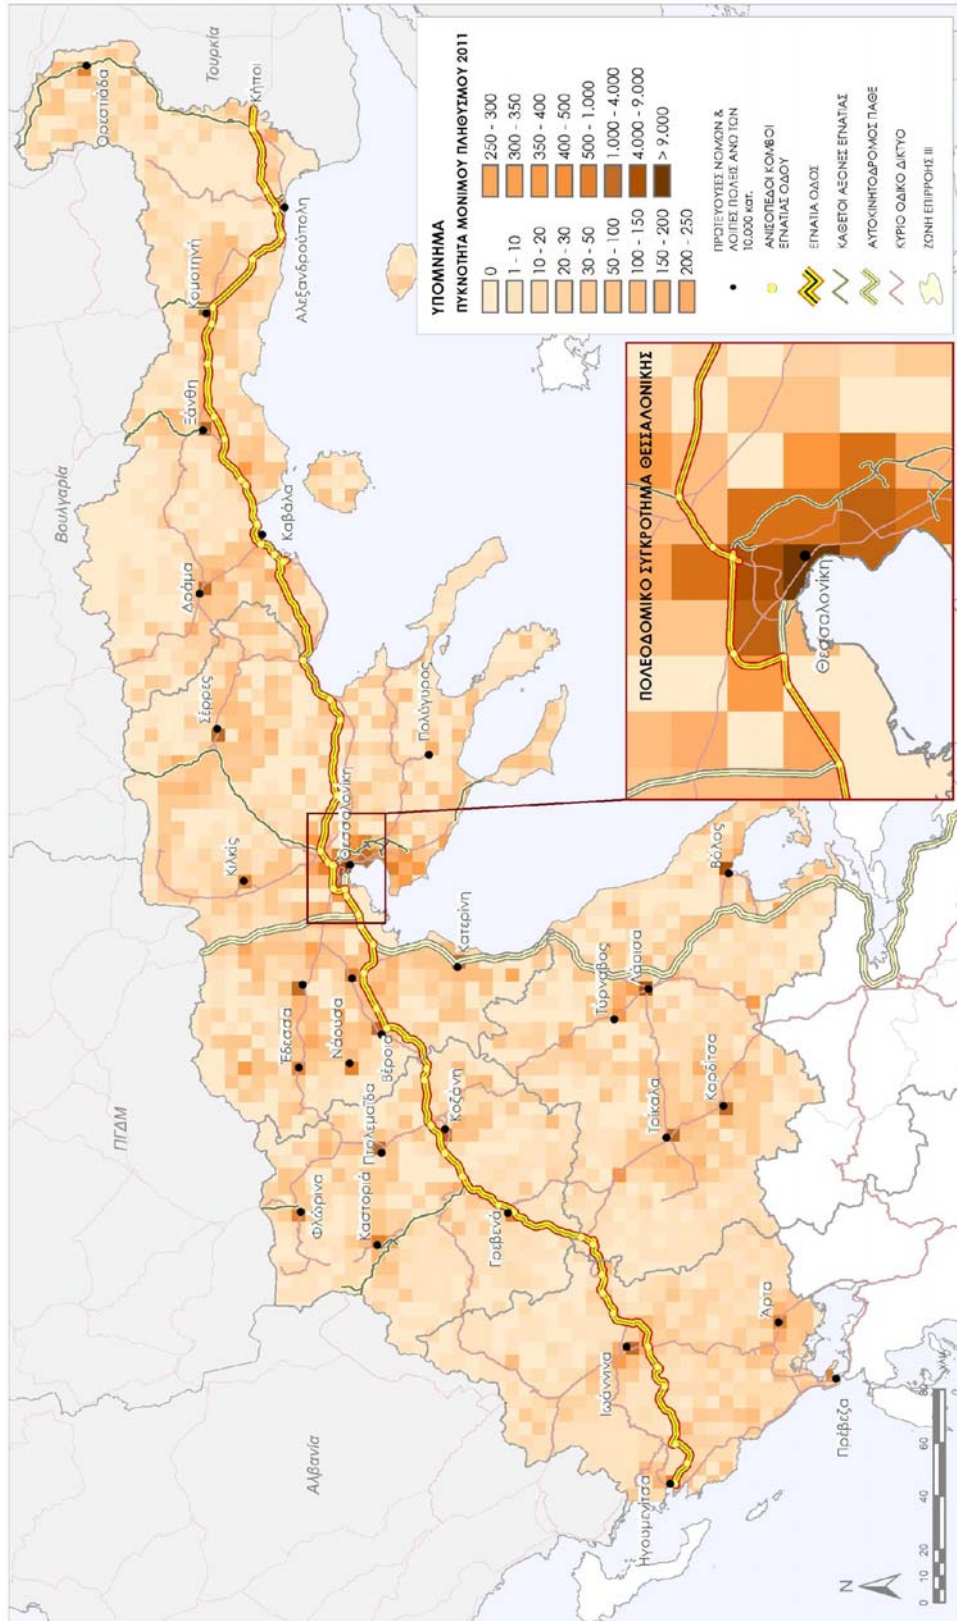 ΥΠΟΜΝΗΜΑ
ΠΥΚΝΟΤΗΤΑ ΜΟΝΙΜΟΥ ΠΛΗΘΥΣΜΟΥ 2011
0
1 - 10
10 - 20
20 - 30
30 - 50
50 - 100
100 - 150
150 - 200
200 - 250
250 - 300
300 - 350
350 - 400
400 - 500
500 - 1.000
1.000 - 4.000
4.000 - 9.000
> 9.000
ΠΡΩΤΕΥΟΥΣΕΣ ΝΟΜΩΝ &
ΛΟΙΠΕΣ ΠΟΛΕΙΣ ΑΝΩ ΤΩΝ
10.000 κατ.
ΑΝΙΣΟΠΕΔΟΙ ΚΟΜΒΟΙ
ΕΓΝΑΤΙΑΣ ΟΔΟΥ
ΕΓΝΑΤΙΑ ΟΔΟΣ
ΚΑΘΕΤΟΙ ΑΞΟΝΕΣ ΕΓΝΑΤΙΑΣ
ΑΥΤΟΚΙΝΗΤΟΔΡΟΜΟΣ ΠΑΘΕ
ΚΥΡΙΟ ΟΔΙΚΟ ΔΙΚΤΥΟ
ΖΩΝΗ ΕΠΙΡΡΟΗΣ ΙΙΙ
ΠΟΛΕΟΔΟΜΙΚΟ ΣΥΓΚΡΟΤΗΜΑ ΘΕΣΣΑΛΟΝΙΚΗΣ
Θεσσαλονίκη
Αλβανία
ΠΓΔΜ
Βουλγαρία
Τουρκία
Ορεστιάδα
Κήποι
Αλεξανδρούπολη
Κομοτηνή
Ξάνθη
Καβάλα
Δράμα
Σέρρες
Πολύγυρος
Θεσσαλονίκη
Κιλκίς
Έδεσσα
Νάουσα
Βέροια
Κατερίνη
Φλώρινα
Πτολεμαΐδα
Καστοριά
Κοζάνη
Γρεβενά
Τύρναβος
Λάρισα
Βόλος
Τρίκαλα
Καρδίτσα
Ιωάννινα
Άρτα
Ηγουμενίτσα
Πρέβεζα
N
0 10 20 40 60 80
Χλμ